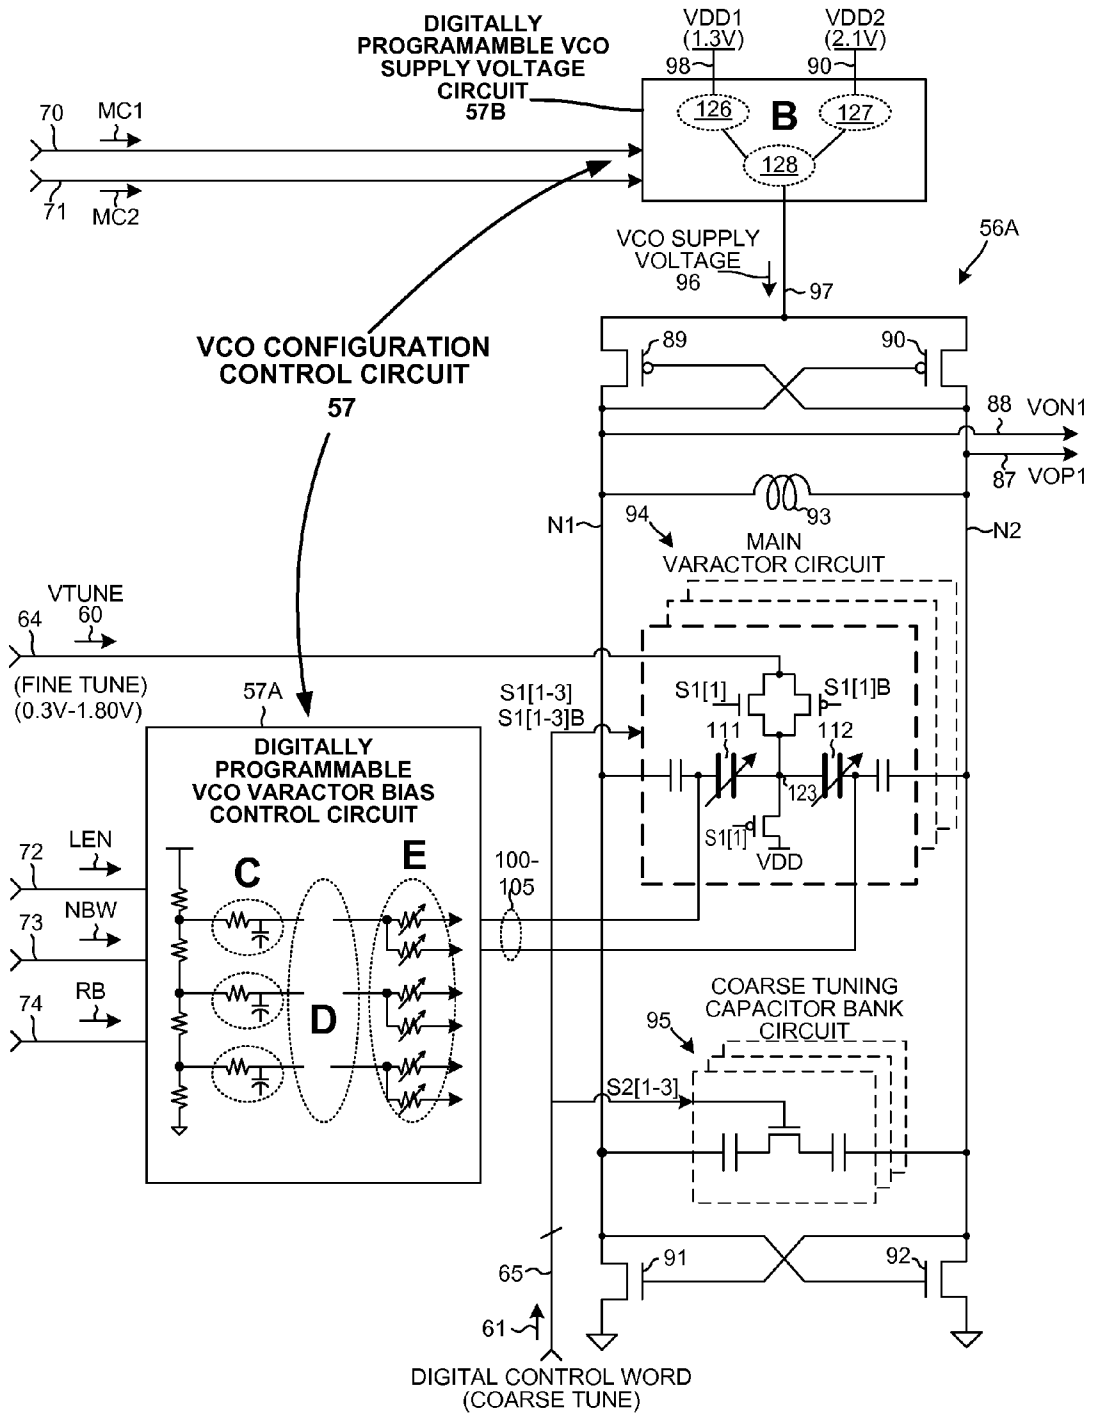 DIGITALLY
PROGRAMAMBLE VCO
SUPPLY VOLTAGE
CIRCUIT
57B
VDD1
(1.3V)
98
VDD2
(2.1V)
90
126
B
127
128
70
MC1
71
MC2
VCO SUPPLY
VOLTAGE
96
97
56A
VCO CONFIGURATION
CONTROL CIRCUIT
57
89
90
88
VON1
87
VOP1
93
N1
N2
94
MAIN
VARACTOR CIRCUIT
VTUNE
60
64
(FINE TUNE)
(0.3V-1.80V)
57A
S1[1-3]
S1[1-3]B
S1[1]
S1[1]B
111
112
123
S1[1]
VDD
DIGITALLY
PROGRAMMABLE
VCO VARACTOR BIAS
CONTROL CIRCUIT
LEN
72
NBW
73
RB
74
C
D
E
100-
105
COARSE TUNING
CAPACITOR BANK
CIRCUIT
95
S2[1-3]
91
92
65
61
DIGITAL CONTROL WORD
(COARSE TUNE)